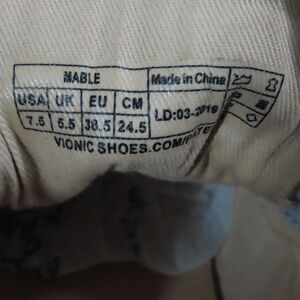 MABLE
Made in China
USA UK EU CM
7.5 5.5 38.5 24.5
LD:03-2019
VIONIC SHOES.COM/PATE